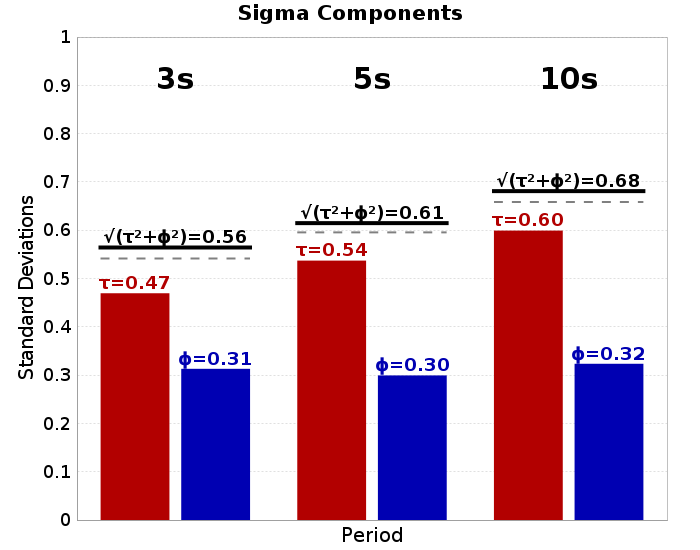 Sigma Components
Standard Deviations
1
0.9
0.8
0.7
0.6
0.5
0.4
0.3
0.2
0.1
0
3s
5s
10s
√(τ²+ϕ²)=0.56
τ=0.47
ϕ=0.31
√(τ²+ϕ²)=0.61
τ=0.54
ϕ=0.30
√(τ²+ϕ²)=0.68
τ=0.60
ϕ=0.32
Period